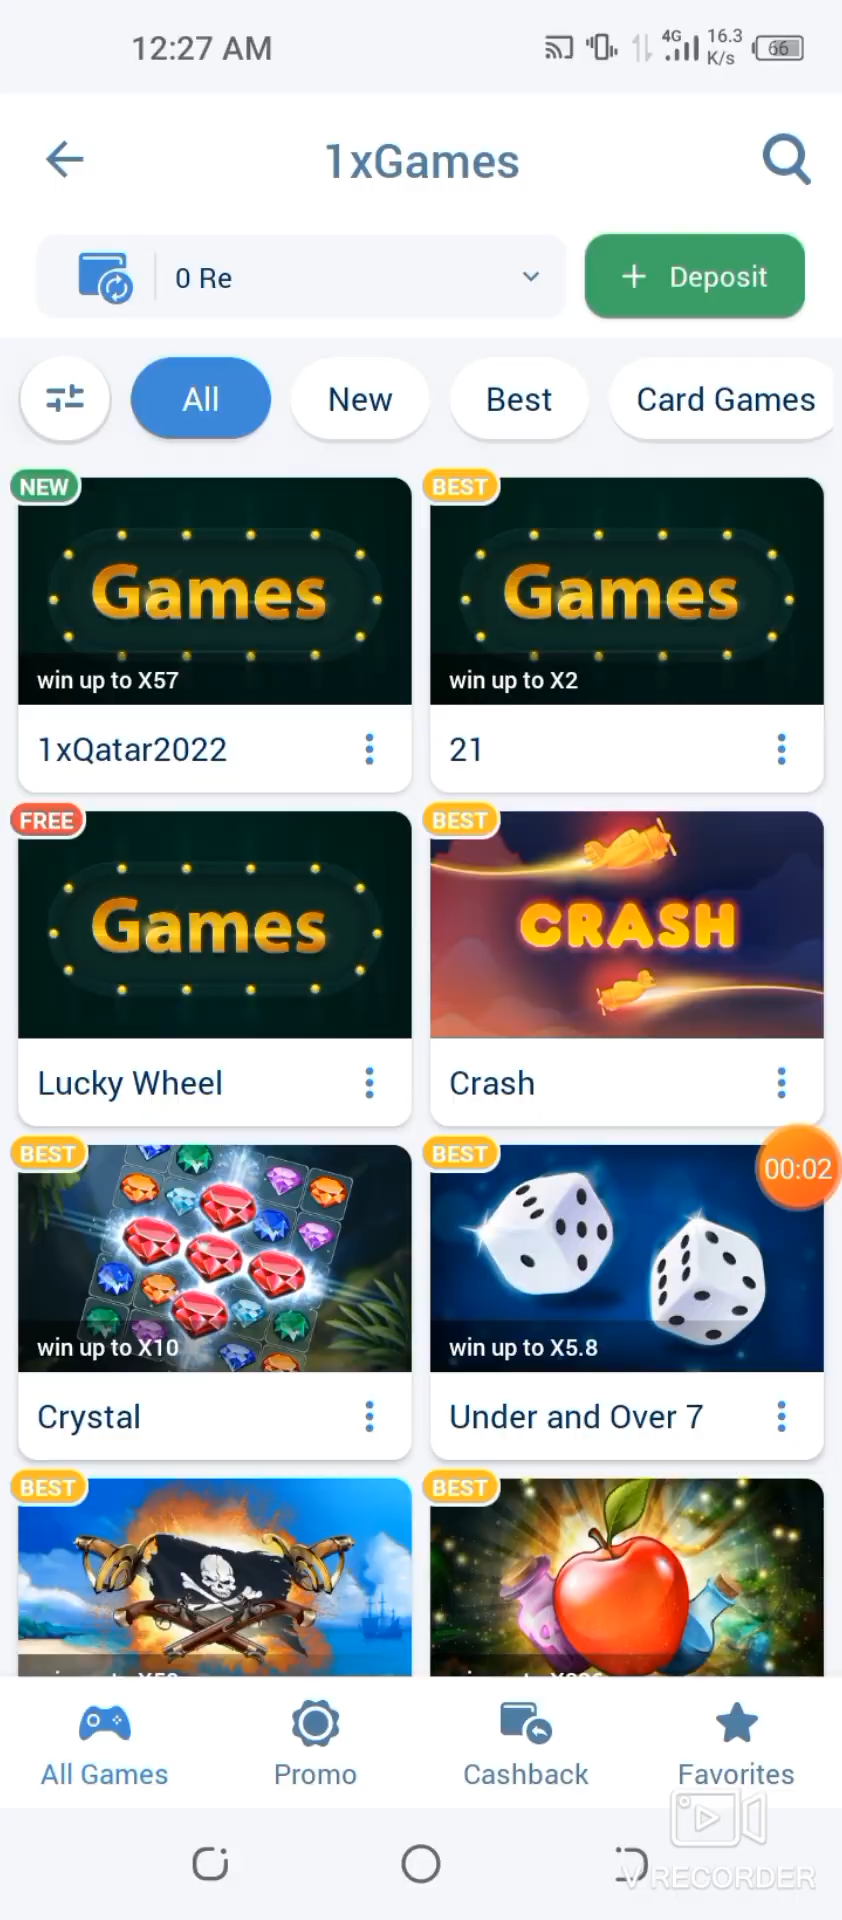 12:27 AM
4G
16.3
K/s
66
1xGames
0 Re
+ Deposit
All
New
Best
Card Games
NEW
Games
win up to X57
1xQatar2022
BEST
Games
win up to X2
21
FREE
Games
Lucky Wheel
BEST
CRASH
Crash
BEST
win up to X10
Crystal
BEST
00:02
win up to X5.8
Under and Over 7
BEST
BEST
All Games
Promo
Cashback
Favorites
V RECORDER